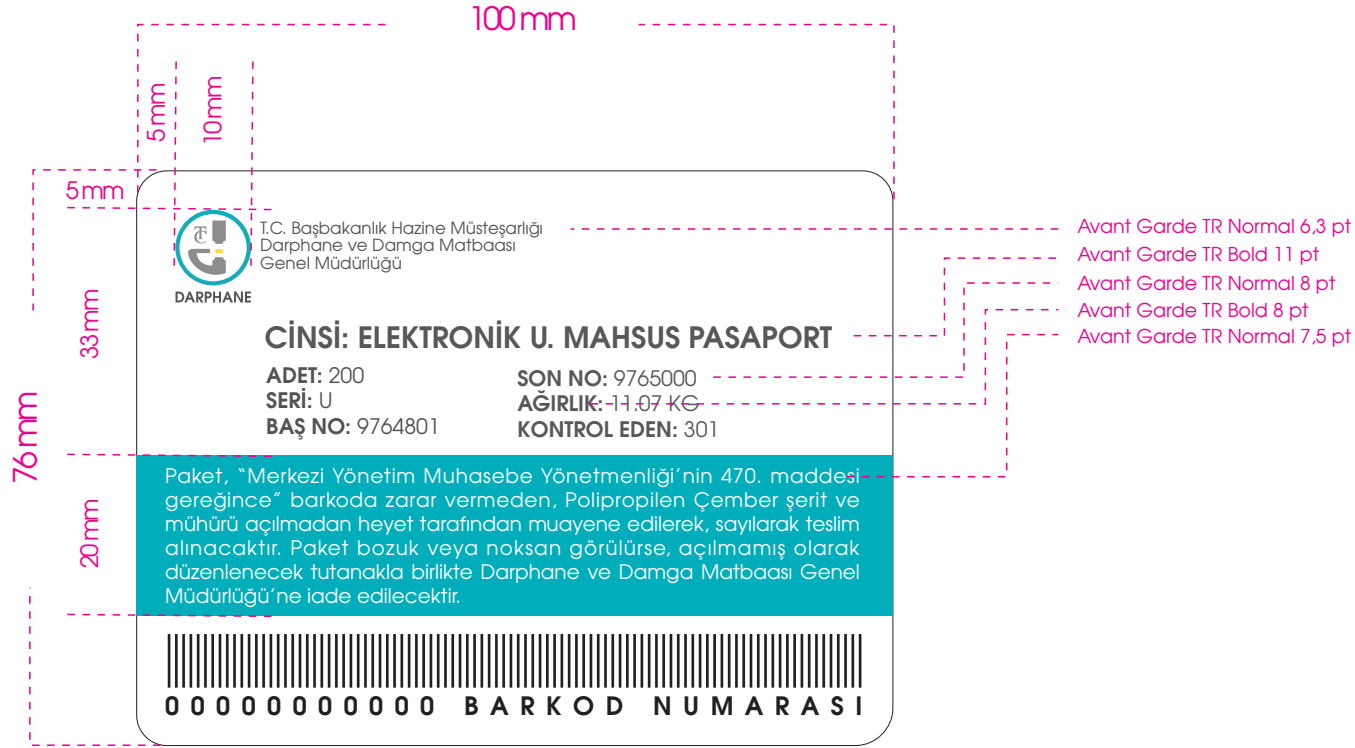 100 mm
5 mm
10 mm
5 mm
33 mm
76 mm
20 mm
T.C. Başbakanlık Hazine Müsteşarlığı
Darphane ve Damga Matbaası
Genel Müdürlüğü
DARPHANE
CİNSİ: ELEKTRONİK U. MAHSUS PASAPORT
ADET: 200
SERİ: U
BAŞ NO: 9764801
SON NO: 9765000
AĞIRLIK: 11.07 KG
KONTROL EDEN: 301
Paket, “Merkezi Yönetim Muhasebe Yönetmenliği’nin 470. maddesi
gereğince” barkoda zarar vermeden, Polipropilen Çember şerit ve
mühürü açılmadan heyet tarafından muayene edilerek, sayılarak teslim
alınacaktır. Paket bozuk veya noksan görülürse, açılmamış olarak
düzenlenecek tutanakla birlikte Darphane ve Damga Matbaası Genel
Müdürlüğü’ne iade edilecektir.
00000000000 BARKOD NUMARASI
Avant Garde TR Normal 6,3 pt
Avant Garde TR Bold 11 pt
Avant Garde TR Normal 8 pt
Avant Garde TR Bold 8 pt
Avant Garde TR Normal 7,5 pt